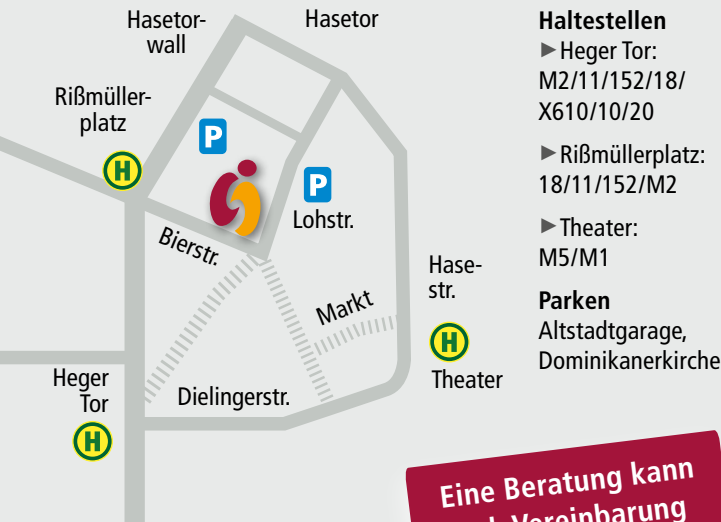 Hasetor-
wall
Hasetor
Rißmüller-
platz
H
P
P
Lohstr.
Bierstr.
Markt
Hase-
str.
H
Theater
Heger
Tor
H
Dielingerstr.
Haltestellen
►Heger Tor:
M2/11/152/18/
X610/10/20
►Rißmüllerplatz:
18/11/152/M2
►Theater:
M5/M1
Parken
Altstadtgarage,
Dominikanerkirche
Eine Beratung kann
Vereinbarung